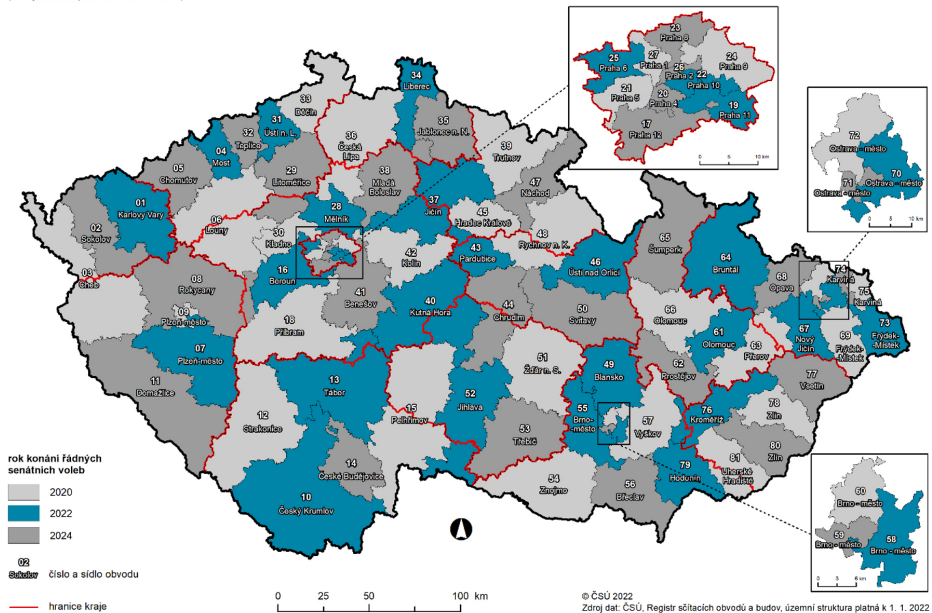 34
Liberec
33
Děčín
35
Jablonec n. N.
31
Ústí n. L.
32
Teplice
36
Česká
Lípa
39
Trutnov
04
Most
05
Chomutov
29
Litoměřice
38
Mladá
Boleslav
47
Náchod
01
Karlovy Vary
02
Sokolov
06
Louny
28
Mělník
37
Jičín
45
Hradec Králové
48
Rychnov n. K.
30
Kladno
03
Cheb
16
Beroun
42
Kolín
43
Pardubice
46
Ústí nad Orlicí
65
Šumperk
64
Bruntál
08
Rokycany
09
Plzeň-město
41
Benešov
40
Kutná Hora
44
Chrudim
50
Svitavy
68
Opava
74
Karviná
75
Karviná
18
Příbram
07
Plzeň-město
66
Olomouc
61
Olomouc
67
Nový
Jičín
69
Frýdek-
-Místek
73
Frýdek-
-Místek
63
Přerov
11
Domažlice
13
Tábor
51
Žďár n. S.
49
Blansko
62
Prostějov
77
Vsetín
12
Strakonice
15
Pelhřimov
52
Jihlava
55
Brno-
město
57
Vyškov
76
Kroměříž
78
Zlín
53
Třebíč
14
České Budějovice
80
Zlín
81
Uherské
Hradiště
79
Hodonín
10
Český Krumlov
54
Znojmo
56
Břeclav
23
Praha 8
25
Praha 6
27
Praha 1
24
Praha 9
26
Praha 2
22
Praha 10
21
Praha 5
20
Praha 4
19
Praha 11
17
Praha 12
0 5 10 km
72
Ostrava - město
70
Ostrava - město
71
Ostrava - město
0 5 10 km
60
Brno - město
59
Brno - město
58
Brno - město
0 3 6 km
rok konání řádných
senátních voleb
2020
2022
2024
02
Sokolov
číslo a sídlo obvodu
hranice kraje
0 25 50 100 km
© ČSÚ 2022
Zdroj dat: ČSÚ, Registr sčítacích obvodů a budov, územní struktura platná k 1. 1. 2022